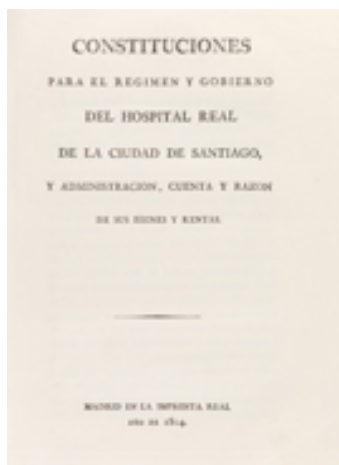 CONSTITUCIONES
PARA EL REGIMEN Y GOBIERNO
DEL HOSPITAL REAL
DE LA CIUDAD DE SANTIAGO,
Y ADMINISTRACION, CUENTA Y RAZON
DE SUS BIENES Y RENTAS.
MADRID EN LA IMPRENTA REAL
AÑO DE 1804.